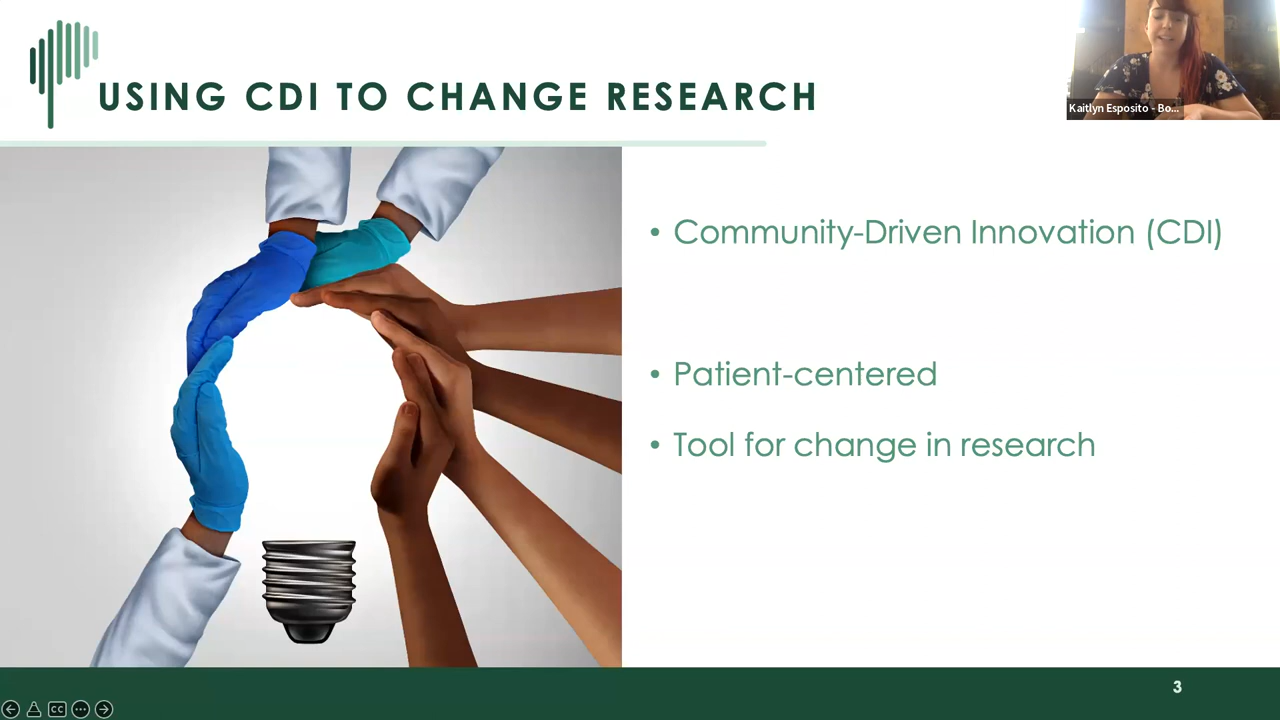 USING CDI TO CHANGE RESEARCH
Kaitlyn Esposito - Bo...
• Community-Driven Innovation (CDI)
• Patient-centered
• Tool for change in research
3
CC